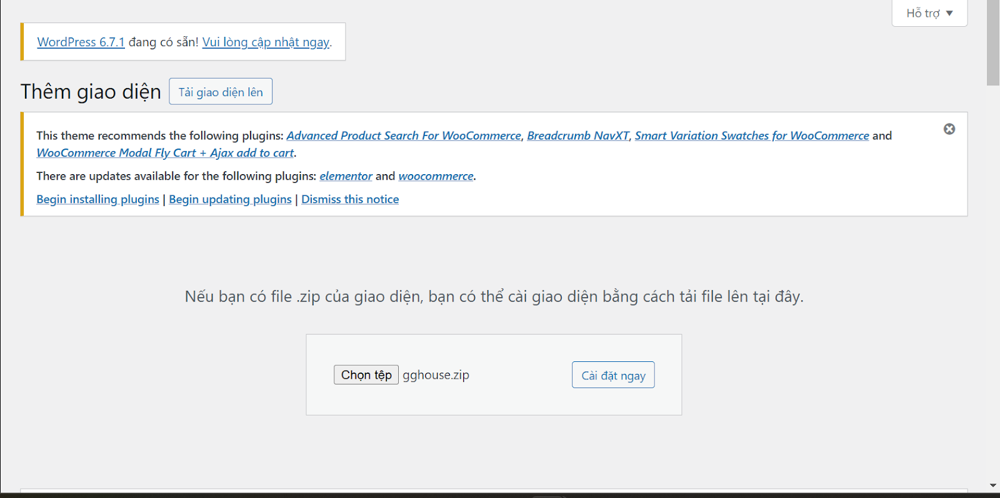 Hỗ trợ ▼
WordPress 6.7.1 đang có sẵn! Vui lòng cập nhật ngay.
Thêm giao diện Tải giao diện lên
This theme recommends the following plugins: Advanced Product Search For WooCommerce, Breadcrumb NavXT, Smart Variation Swatches for WooCommerce and
WooCommerce Modal Fly Cart + Ajax add to cart.
There are updates available for the following plugins: elementor and woocommerce.
Begin installing plugins | Begin updating plugins | Dismiss this notice
Nếu bạn có file .zip của giao diện, bạn có thể cài giao diện bằng cách tải file lên tại đây.
Chọn tệp gghouse.zip Cài đặt ngay